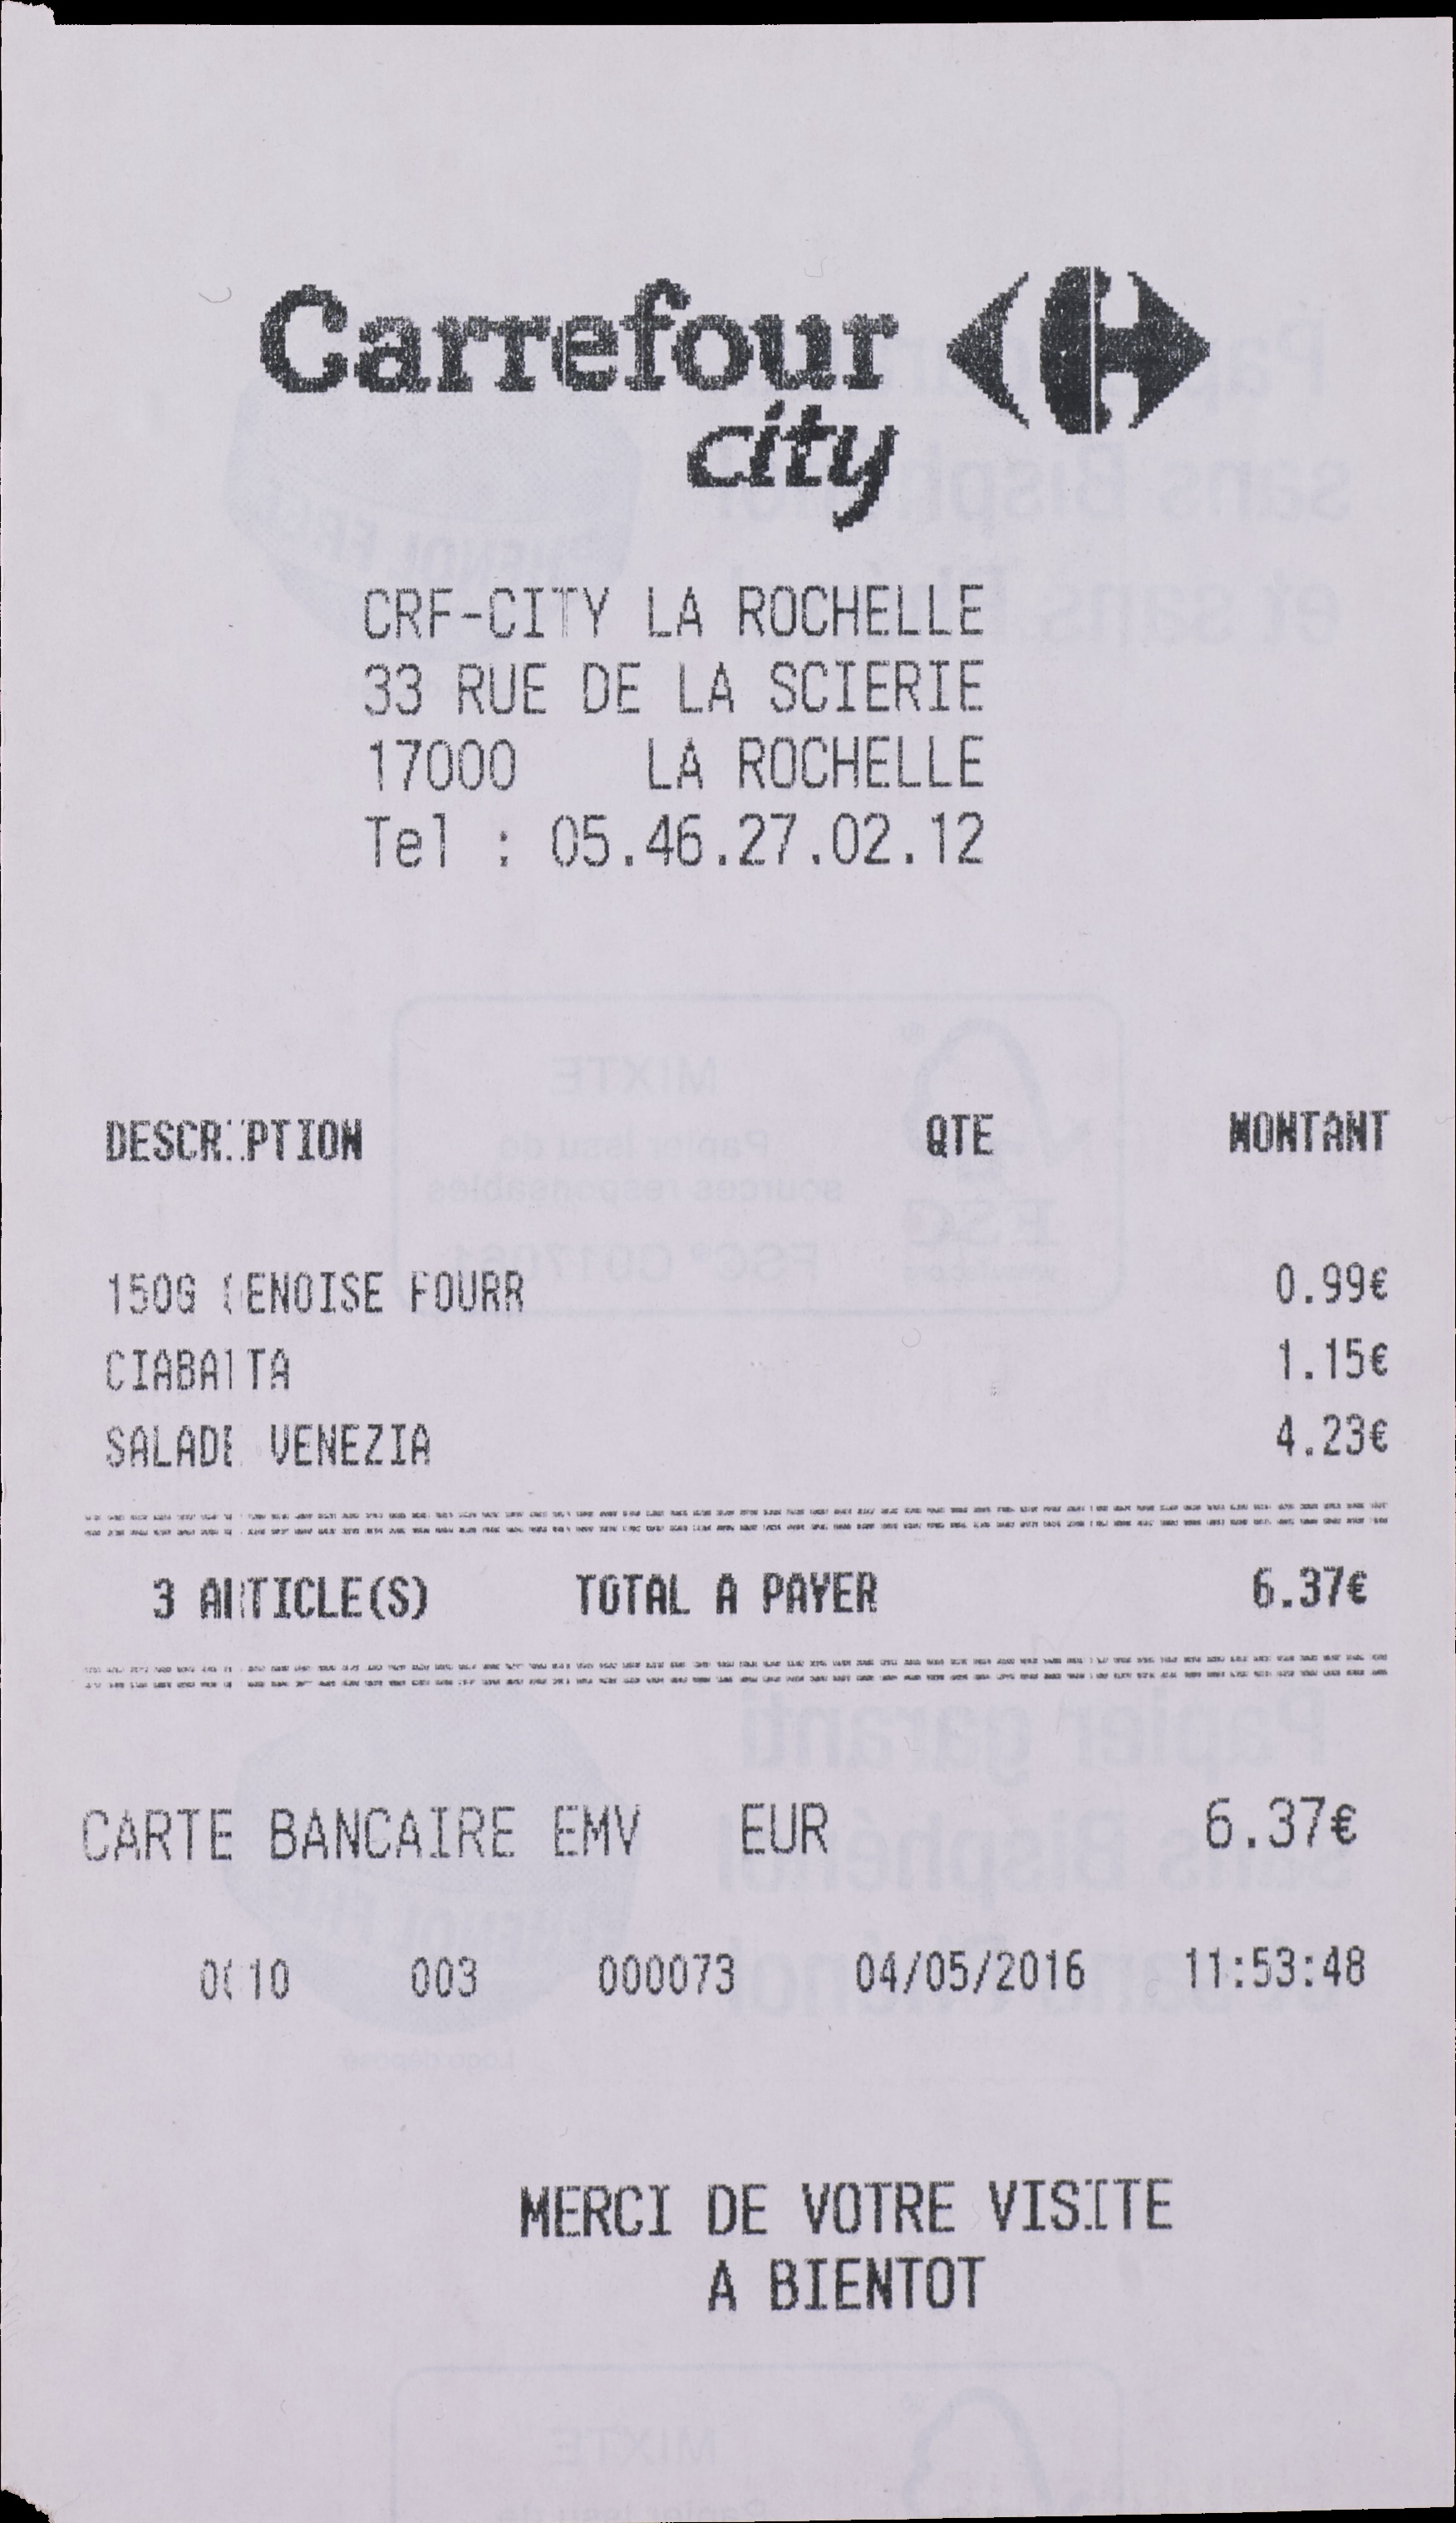 Carrefour
city
CRF-CITY LA ROCHELLE
33 RUE DE LA SCIERIE
17000 LA ROCHELLE
Tel : 05.46.27.02.12
DESCRIPTION QTE MONTANT
150G GENOISE FOURR 0.99€
CIABATTA 1.15€
SALADE VENEZIA 4.23€
3 ARTICLE(S) TOTAL A PAYER 6.37€
CARTE BANCAIRE EMV EUR 6.37€
0010 003 000073 04/05/2016 11:53:48
MERCI DE VOTRE VISITE
A BIENTOT